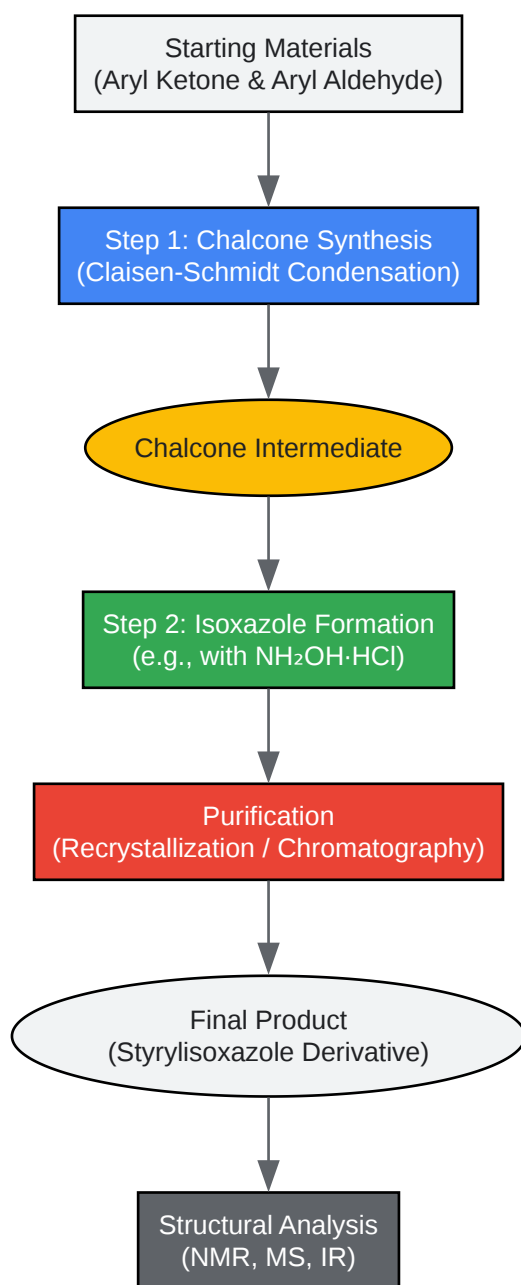 Starting Materials
(Aryl Ketone & Aryl Aldehyde)
Step 1: Chalcone Synthesis
(Claisen-Schmidt Condensation)
Chalcone Intermediate
Step 2: Isoxazole Formation
(e.g., with NH₂OH·HCl)
Purification
(Recrystallization / Chromatography)
Final Product
(Styrylisoxazole Derivative)
Structural Analysis
(NMR, MS, IR)